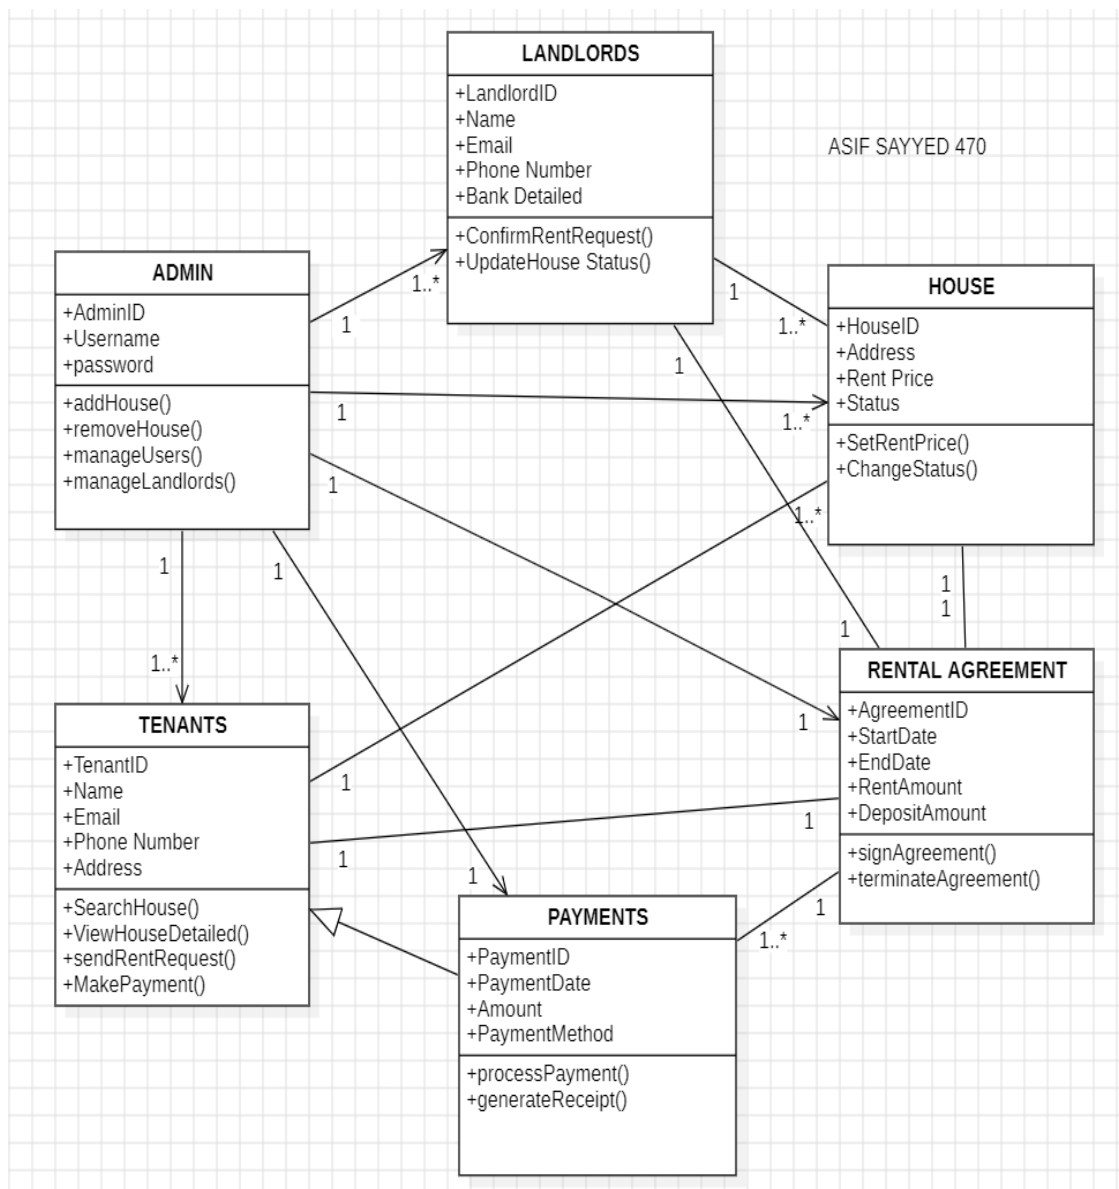 LANDLORDS
+LandlordID
+Name
+Email
+Phone Number
+Bank Detailed
+ConfirmRentRequest()
+UpdateHouse Status()
ASIF SAYYED 470
ADMIN
+AdminID
+Username
+password
+addHouse()
+removeHouse()
+manageUsers()
+manageLandlords()
1
1..*
1
1..*
HOUSE
+HouseID
+Address
+Rent Price
+Status
+SetRentPrice()
+ChangeStatus()
1
1..*
1
1
1
1
1..*
1
1
1
1..*
1
1
1
TENANTS
+TenantID
+Name
+Email
+Phone Number
+Address
+SearchHouse()
+ViewHouseDetailed()
+sendRentRequest()
+MakePayment()
1
1
1
RENTAL AGREEMENT
+AgreementID
+StartDate
+EndDate
+RentAmount
+DepositAmount
+signAgreement()
+terminateAgreement()
1
1..*
PAYMENTS
+PaymentID
+PaymentDate
+Amount
+PaymentMethod
+processPayment()
+generateReceipt()